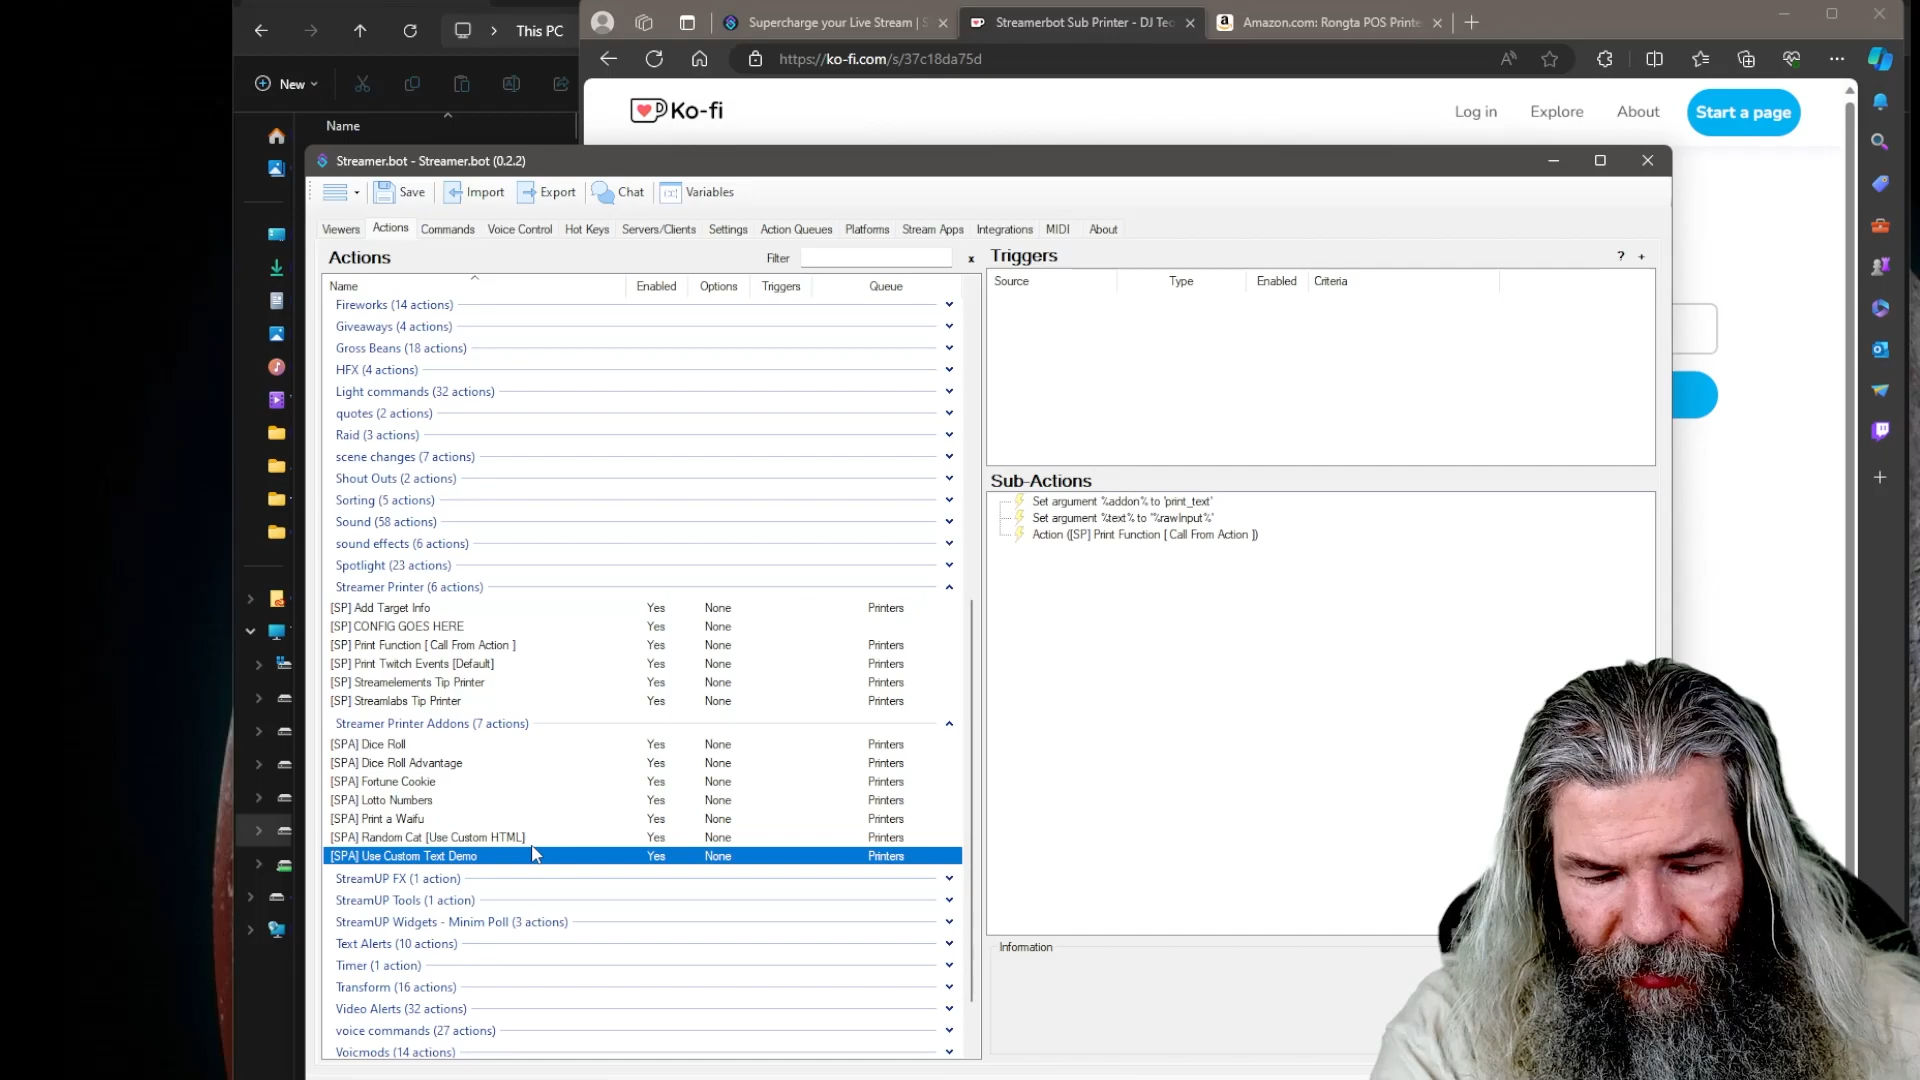 This PC
Supercharge your Live Stream | S
Streamerbot Sub Printer - DJ Teo
Amazon.com: Rongta POS Printe
https://ko-fi.com/s/37c18da75d
New
Name
Ko-fi
Log in
Explore
About
Start a page
Streamer.bot - Streamer.bot (0.2.2)
Save
Import
Export
Chat
Variables
Viewers
Actions
Commands
Voice Control
Hot Keys
Servers/Clients
Settings
Action Queues
Platforms
Stream Apps
Integrations
MIDI
About
Actions
Filter
x
Triggers
? +
Name Enabled Options Triggers Queue
Source Type Enabled Criteria
Fireworks (14 actions)
Giveaways (4 actions)
Gross Beans (18 actions)
HFX (4 actions)
Light commands (32 actions)
quotes (2 actions)
Raid (3 actions)
scene changes (7 actions)
Shout Outs (2 actions)
Sorting (5 actions)
Sound (58 actions)
sound effects (6 actions)
Spotlight (23 actions)
Streamer Printer (6 actions)
[SP] Add Target Info Yes None Printers
[SP] CONFIG GOES HERE Yes None
[SP] Print Function [ Call From Action ] Yes None Printers
[SP] Print Twitch Events [Default] Yes None Printers
[SP] Streamelements Tip Printer Yes None Printers
[SP] Streamlabs Tip Printer Yes None Printers
Streamer Printer Addons (7 actions)
[SPA] Dice Roll Yes None Printers
[SPA] Dice Roll Advantage Yes None Printers
[SPA] Fortune Cookie Yes None Printers
[SPA] Lotto Numbers Yes None Printers
[SPA] Print a Waifu Yes None Printers
[SPA] Random Cat [Use Custom HTML] Yes None Printers
[SPA] Use Custom Text Demo Yes None Printers
StreamUP FX (1 action)
StreamUP Tools (1 action)
StreamUP Widgets - Minim Poll (3 actions)
Text Alerts (10 actions)
Timer (1 action)
Transform (16 actions)
Video Alerts (32 actions)
voice commands (27 actions)
Voicmods (14 actions)
Sub-Actions
Set argument %addon% to 'print_text'
Set argument %text% to '%rawInput%'
Action ([SP] Print Function [ Call From Action ])
Information